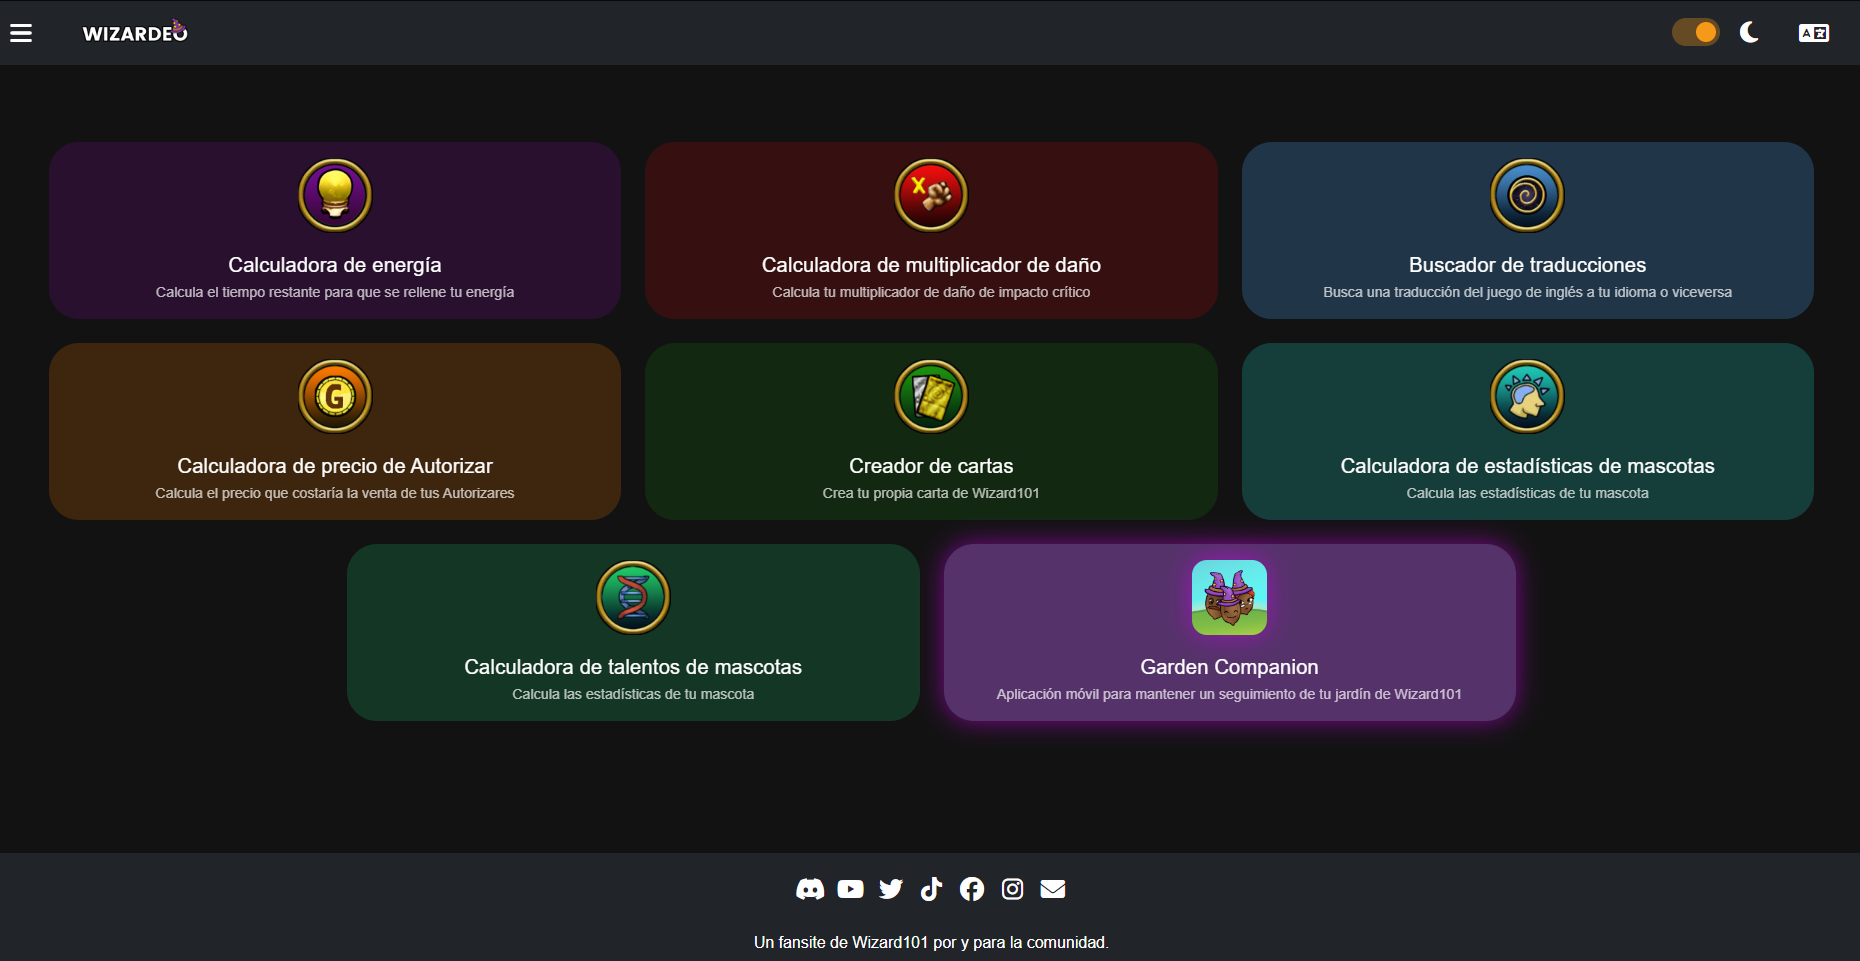 WIZARDEO
A
Calculadora de energía
Calcula el tiempo restante para que se rellene tu energía
X
Calculadora de multiplicador de daño
Calcula tu multiplicador de daño de impacto crítico
Buscador de traducciones
Busca una traducción del juego de inglés a tu idioma o viceversa
G
Calculadora de precio de Autorizar
Calcula el precio que costaría la venta de tus Autorizares
Creador de cartas
Crea tu propia carta de Wizard101
Calculadora de estadísticas de mascotas
Calcula las estadísticas de tu mascota
Calculadora de talentos de mascotas
Calcula las estadísticas de tu mascota
Garden Companion
Aplicación móvil para mantener un seguimiento de tu jardín de Wizard101
Un fansite de Wizard101 por y para la comunidad.